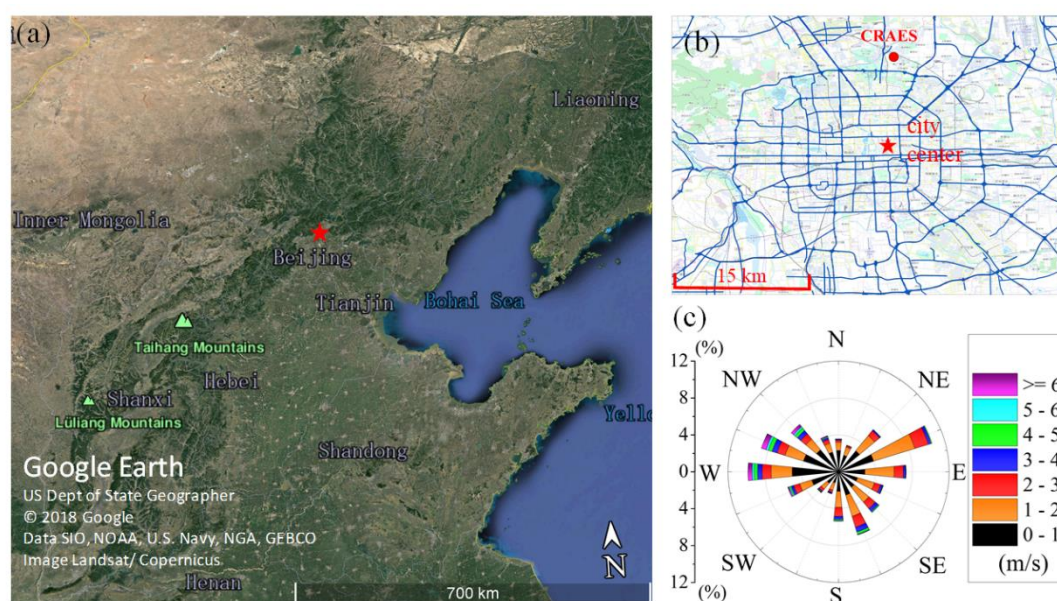 (a)
Liaoning
Inner Mongolia
Beijing
Tianjin
Bohai Sea
Taihang Mountains
Hebei
Shanxi
Lüliang Mountains
Shandong
Yello
Google Earth
US Dept of State Geographer
© 2018 Google
Data SIO, NOAA, U.S. Navy, NGA, GEBCO
Image Landsat/ Copernicus
Henan
N
700 km
(b)
CRAES
city
center
15 km
(c)
12
(%)
8
4
0
4
8
12
(%)
N
NW
NE
W
E
SW
SE
S
>= 6
5 - 6
4 - 5
3 - 4
2 - 3
1 - 2
0 - 1
(m/s)